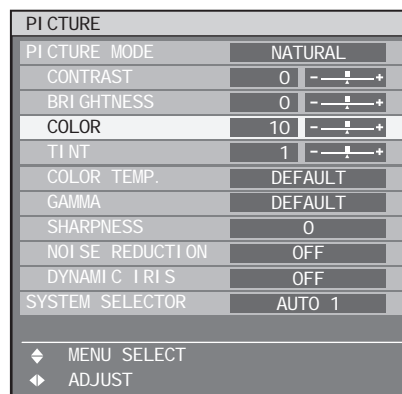 PICTURE
PICTURE MODE NATURAL
CONTRAST 0 - +
BRIGHTNESS 0 - +
COLOR 10 - +
TINT 1 - +
COLOR TEMP. DEFAULT
GAMMA DEFAULT
SHARPNESS 0
NOISE REDUCTION OFF
DYNAMIC IRIS OFF
SYSTEM SELECTOR AUTO 1
MENU SELECT
ADJUST